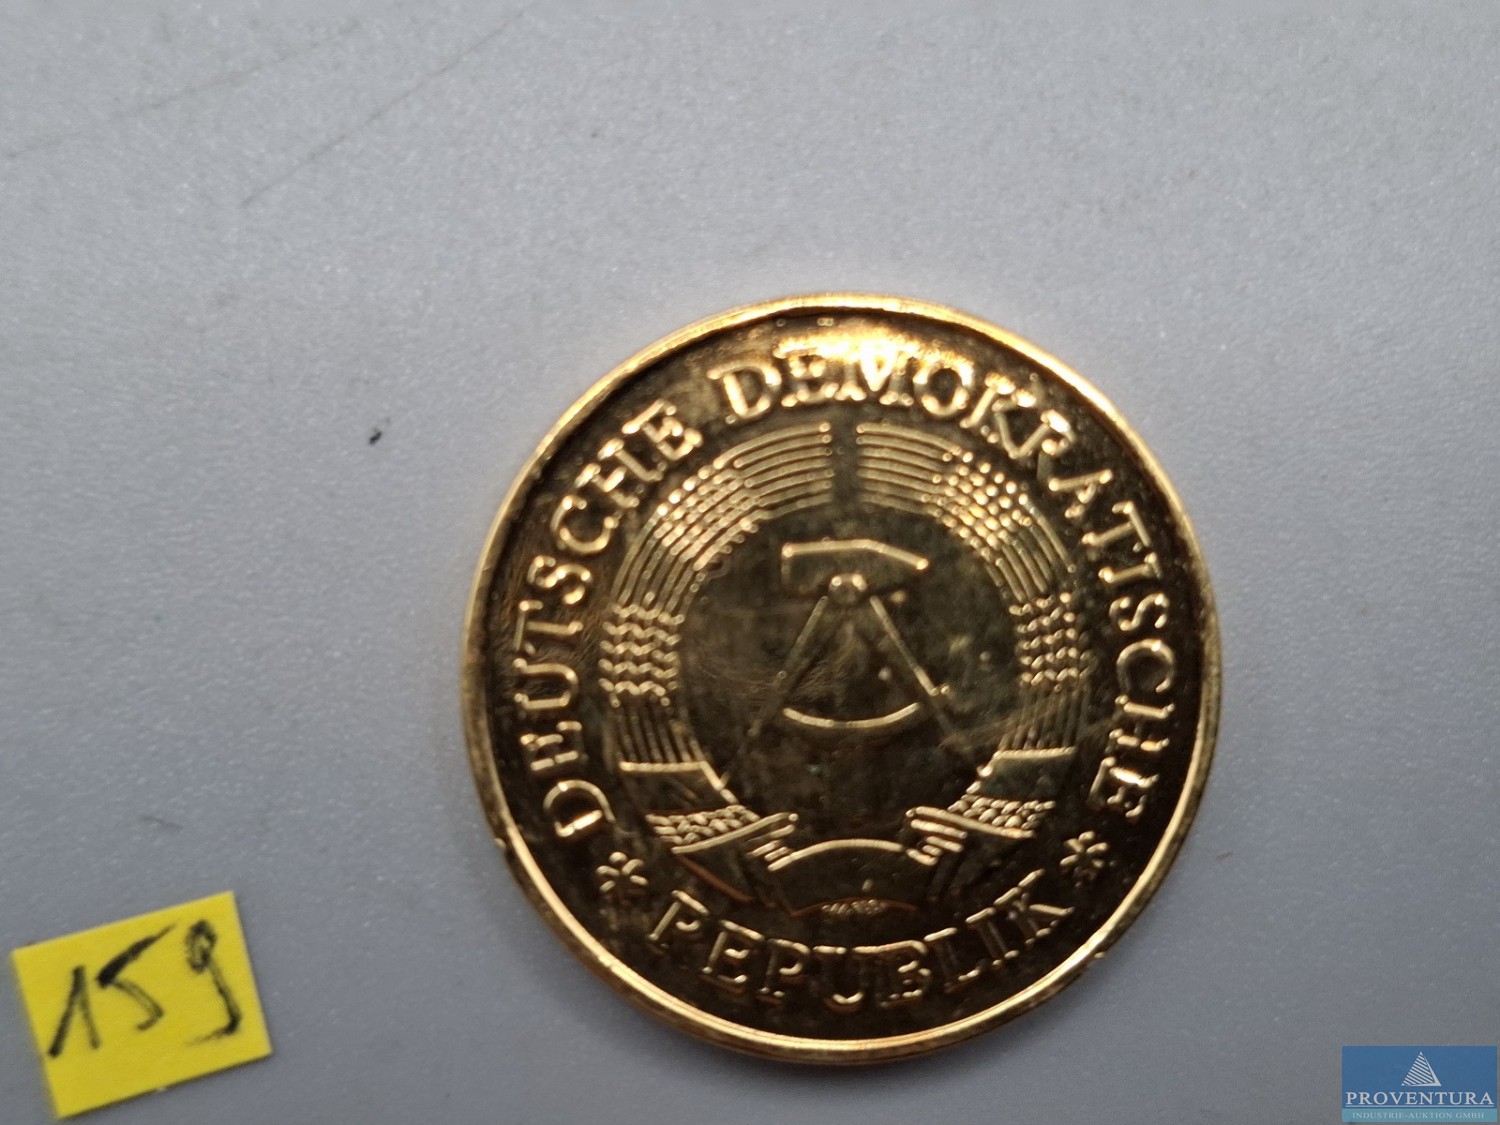 DEUTSCHE DEMOKRATISCHE
* REPUBLIK *
159
PROVENTURA
INDUSTRIE-AUKTION GMBH